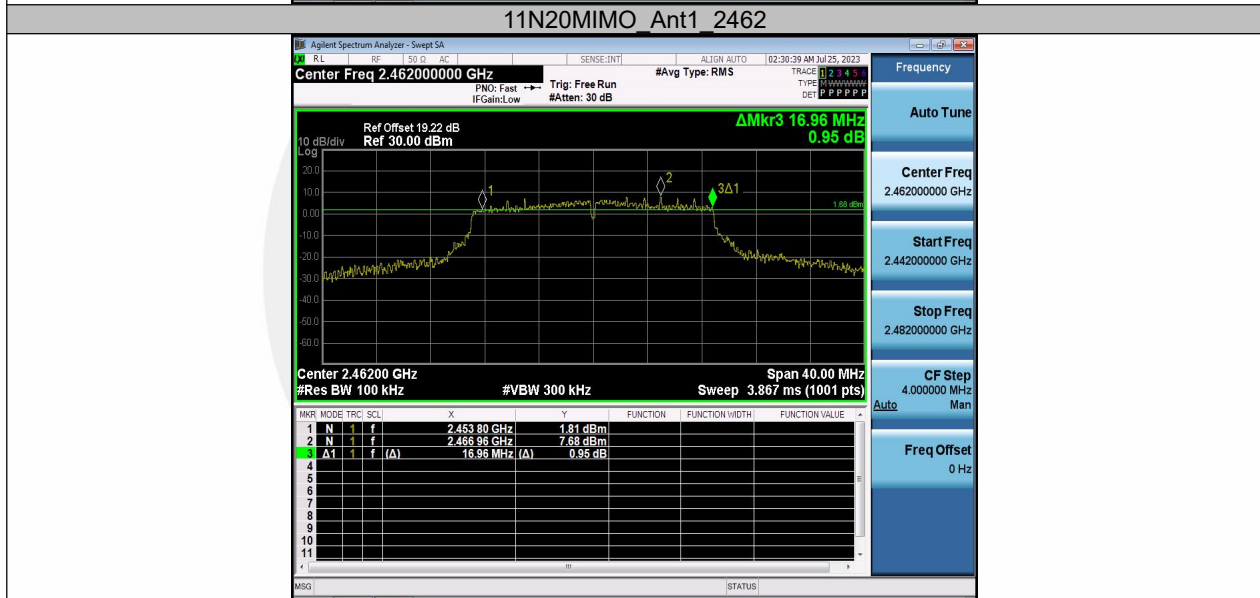 11N20MIMO_Ant1_2462
Agilent Spectrum Analyzer - Swept SA
RL RF 50 Ω AC SENSE:INT ALIGN AUTO 02:30:39 AM Jul 25, 2023
Center Freq 2.462000000 GHz
PNO: Fast
IFGain:Low
Trig: Free Run
#Atten: 30 dB
#Avg Type: RMS
TRACE 1 2 3 4 5 6
TYPE M WWWWW
DET P P P P P P
ΔMkr3 16.96 MHz
0.95 dB
Ref Offset 19.22 dB
10 dB/div Ref 30.00 dBm
Log
20.0
10.0
0.00
-10.0
-20.0
-30.0
-40.0
-50.0
-60.0
1
2
3Δ1
1.68 dBm
Center 2.46200 GHz Span 40.00 MHz
#Res BW 100 kHz #VBW 300 kHz Sweep 3.867 ms (1001 pts)
MKR MODE TRC SCL X Y FUNCTION FUNCTION WIDTH FUNCTION VALUE
1 N 1 f 2.453 80 GHz 1.81 dBm
2 N 1 f 2.466 96 GHz 7.68 dBm
3 Δ1 1 f (Δ) 16.96 MHz (Δ) 0.95 dB
4
5
6
7
8
9
10
11
MSG STATUS
Frequency
Auto Tune
Center Freq
2.462000000 GHz
Start Freq
2.442000000 GHz
Stop Freq
2.482000000 GHz
CF Step
4.000000 MHz
Auto Man
Freq Offset
0 Hz